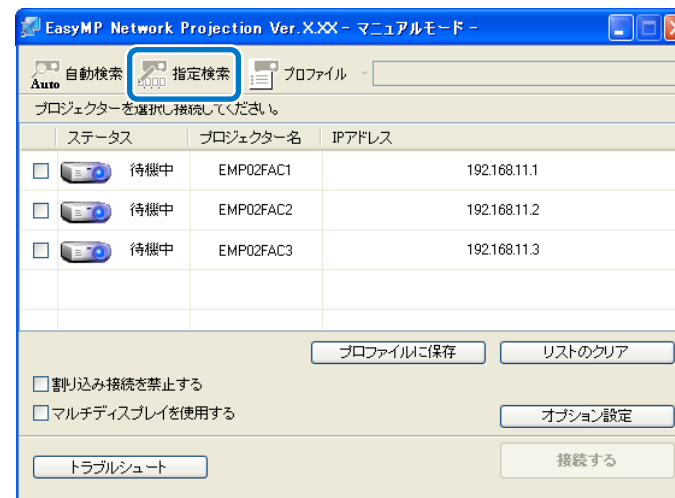 EasyMP Network Projection Ver.X.XX - マニュアルモード -
Auto 自動検索 指定検索 プロファイル
プロジェクターを選択し接続してください。
ステータス プロジェクター名 IPアドレス
待機中 EMP02FAC1 192.168.11.1
待機中 EMP02FAC2 192.168.11.2
待機中 EMP02FAC3 192.168.11.3
プロファイルに保存 リストのクリア
割り込み接続を禁止する
マルチディスプレイを使用する オプション設定
トラブルシュート 接続する